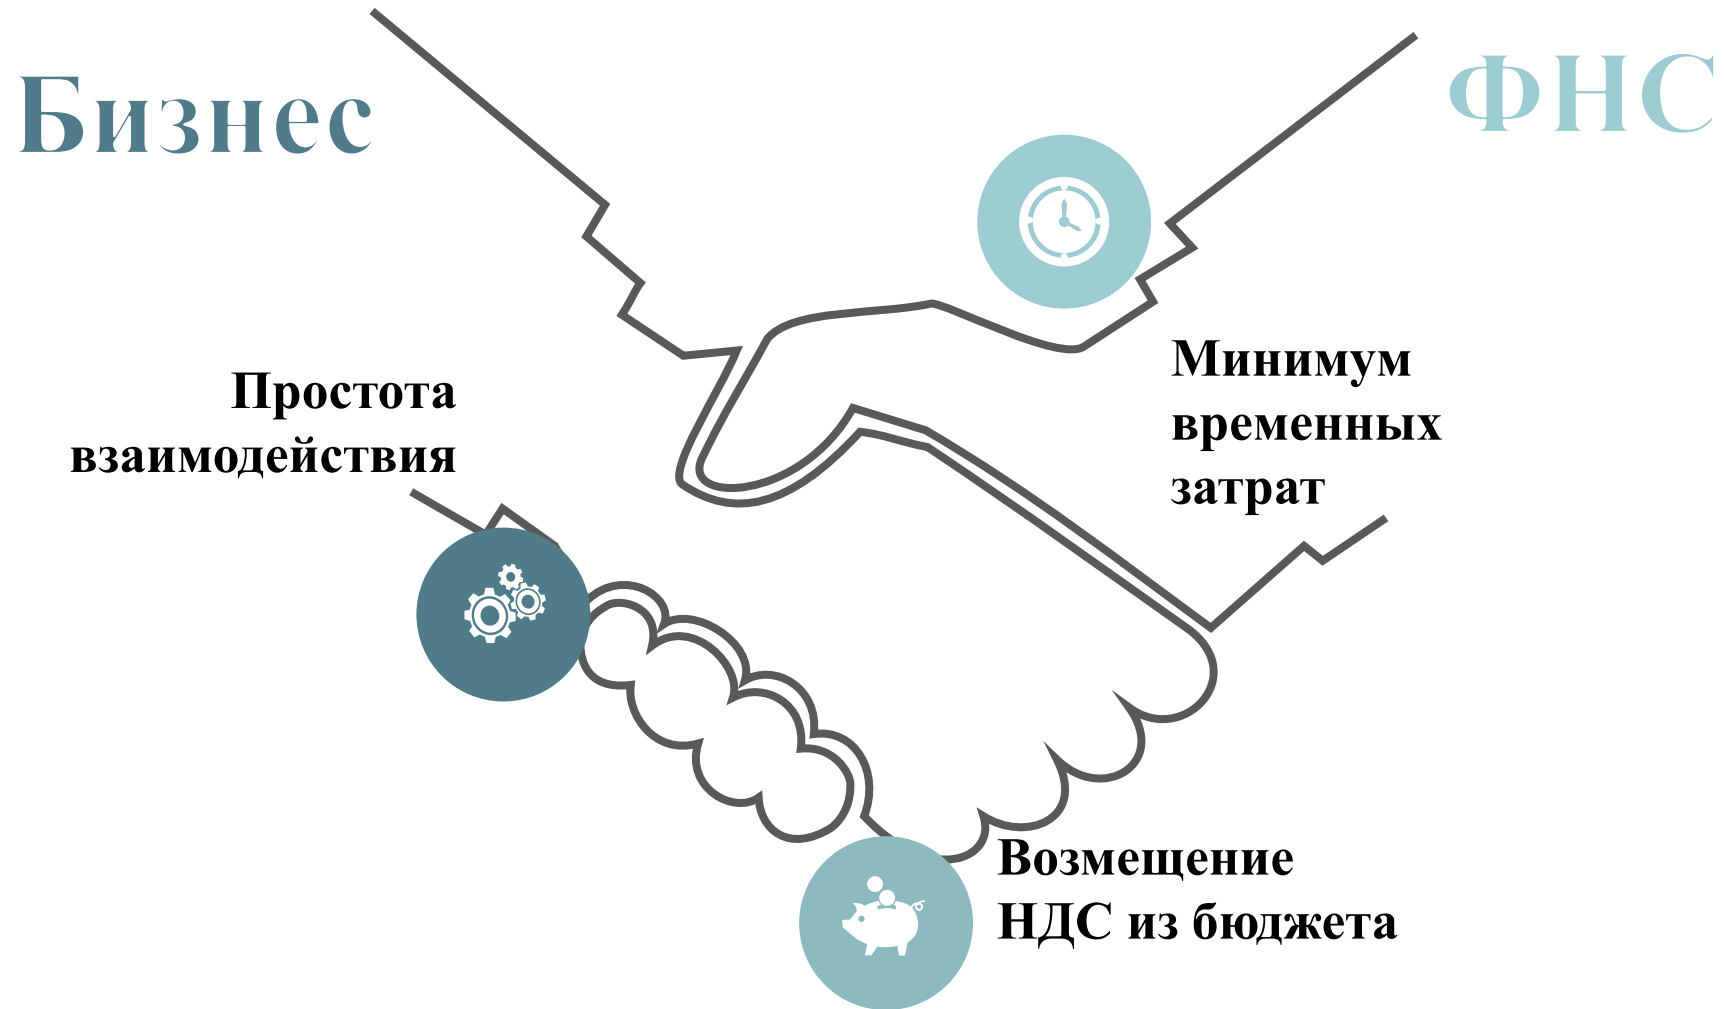 Бизнес
ФНС
Простота
взаимодействия
Минимум
временных
затрат
Возмещение
НДС из бюджета